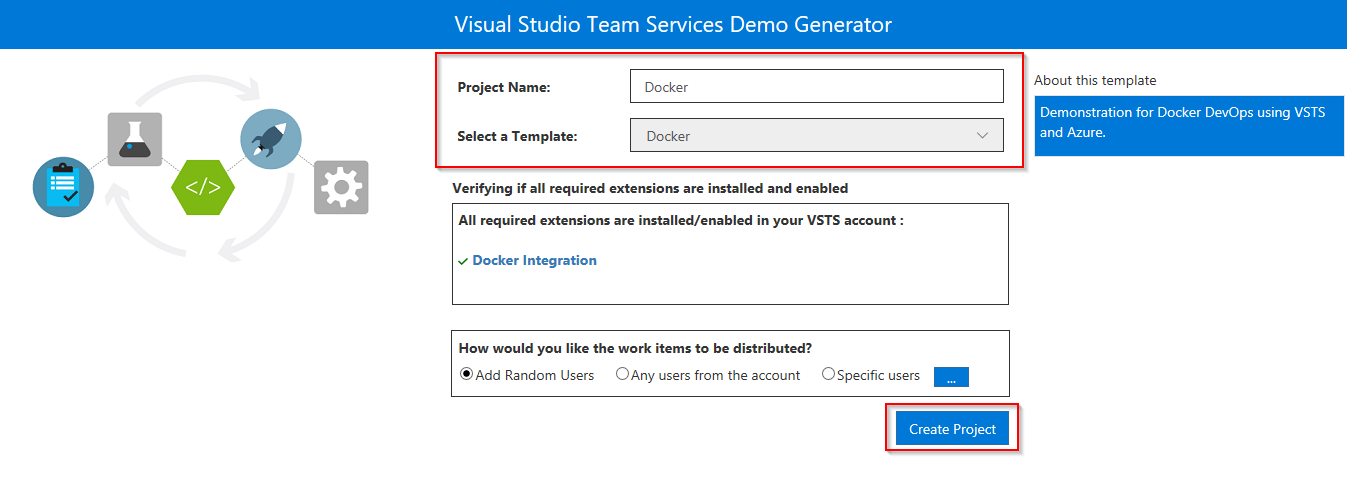 Visual Studio Team Services Demo Generator
Project Name:
Docker
Select a Template:
Docker
About this template
Demonstration for Docker DevOps using VSTS
and Azure.
</>
Verifying if all required extensions are installed and enabled
All required extensions are installed/enabled in your VSTS account :
Docker Integration
How would you like the work items to be distributed?
Add Random Users
Any users from the account
Specific users
...
Create Project